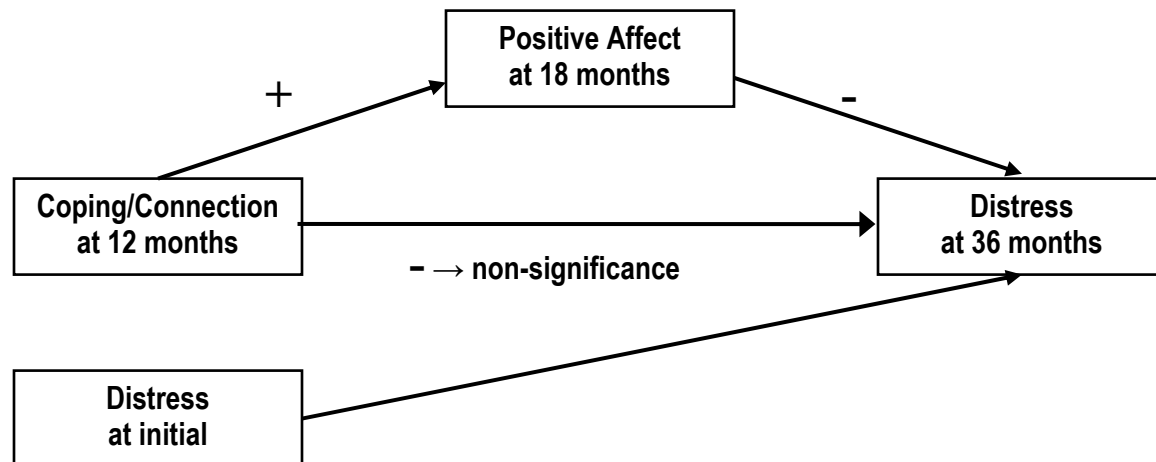 Positive Affect
at 18 months
+
-
Coping/Connection
at 12 months
Distress
at 36 months
- → non-significance
Distress
at initial